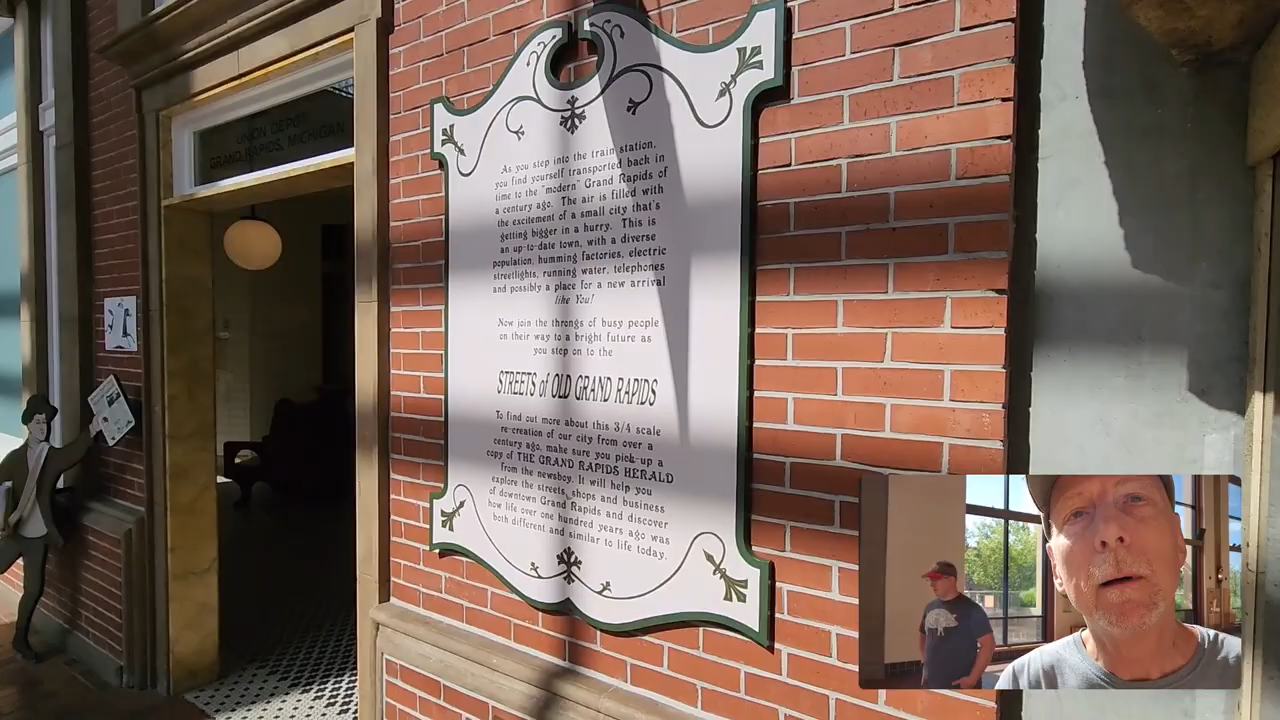 UNION DEPOT
GRAND RAPIDS, MICHIGAN
As you step into the train station,
you find yourself transported back in
time to the "modern" Grand Rapids of
a century ago. The air is filled with
the excitement of a small city that's
getting bigger in a hurry. This is
an up-to-date town, with a diverse
population, humming factories, electric
streetlights, running water, telephones
and possibly a place for a new arrival
like You!
Now join the throngs of busy people
on their way to a bright future as
you step on to the
STREETS of OLD GRAND RAPIDS
To find out more about this 3/4 scale
re-creation of our city from over a
century ago, make sure you pick-up a
copy of THE GRAND RAPIDS HERALD
from the newsboy. It will help you
explore the streets, shops and business
of downtown Grand Rapids and discover
how life over one hundred years ago was
both different and similar to life today.